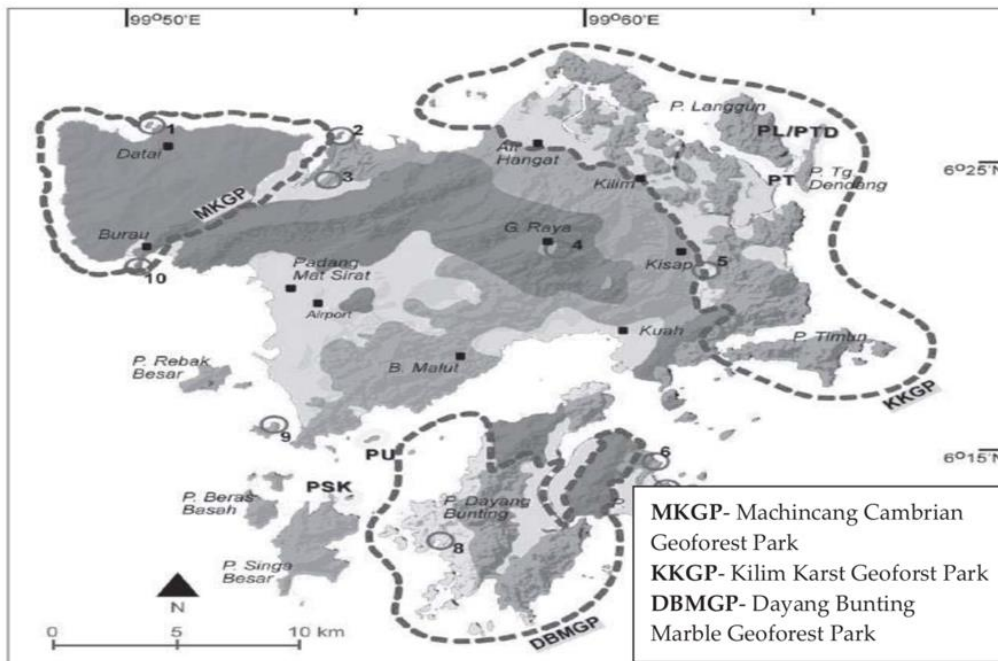 99°50'E
99°60'E
P. Langgun
PL/PTD
1
2
Datai
Air
Hangat
3
Kilim
PT
P. Tg.
Dendang
6°25'N
MKGP
Burau
G. Raya
4
Kisap
5
10
Padang
Mat Sirat
Airport
Kuah
P. Timun
P. Rebak
Besar
B. Malut
KKGP
9
PU
6
6°15'N
PSK
P. Beras
Basah
P. Dayang
Bunting
P.
8
P. Singa
Besar
MKGP- Machincang Cambrian
Geoforest Park
KKGP- Kilim Karst Geoforst Park
DBMGP- Dayang Bunting
Marble Geoforest Park
N
DBMGP
0 5 10 km